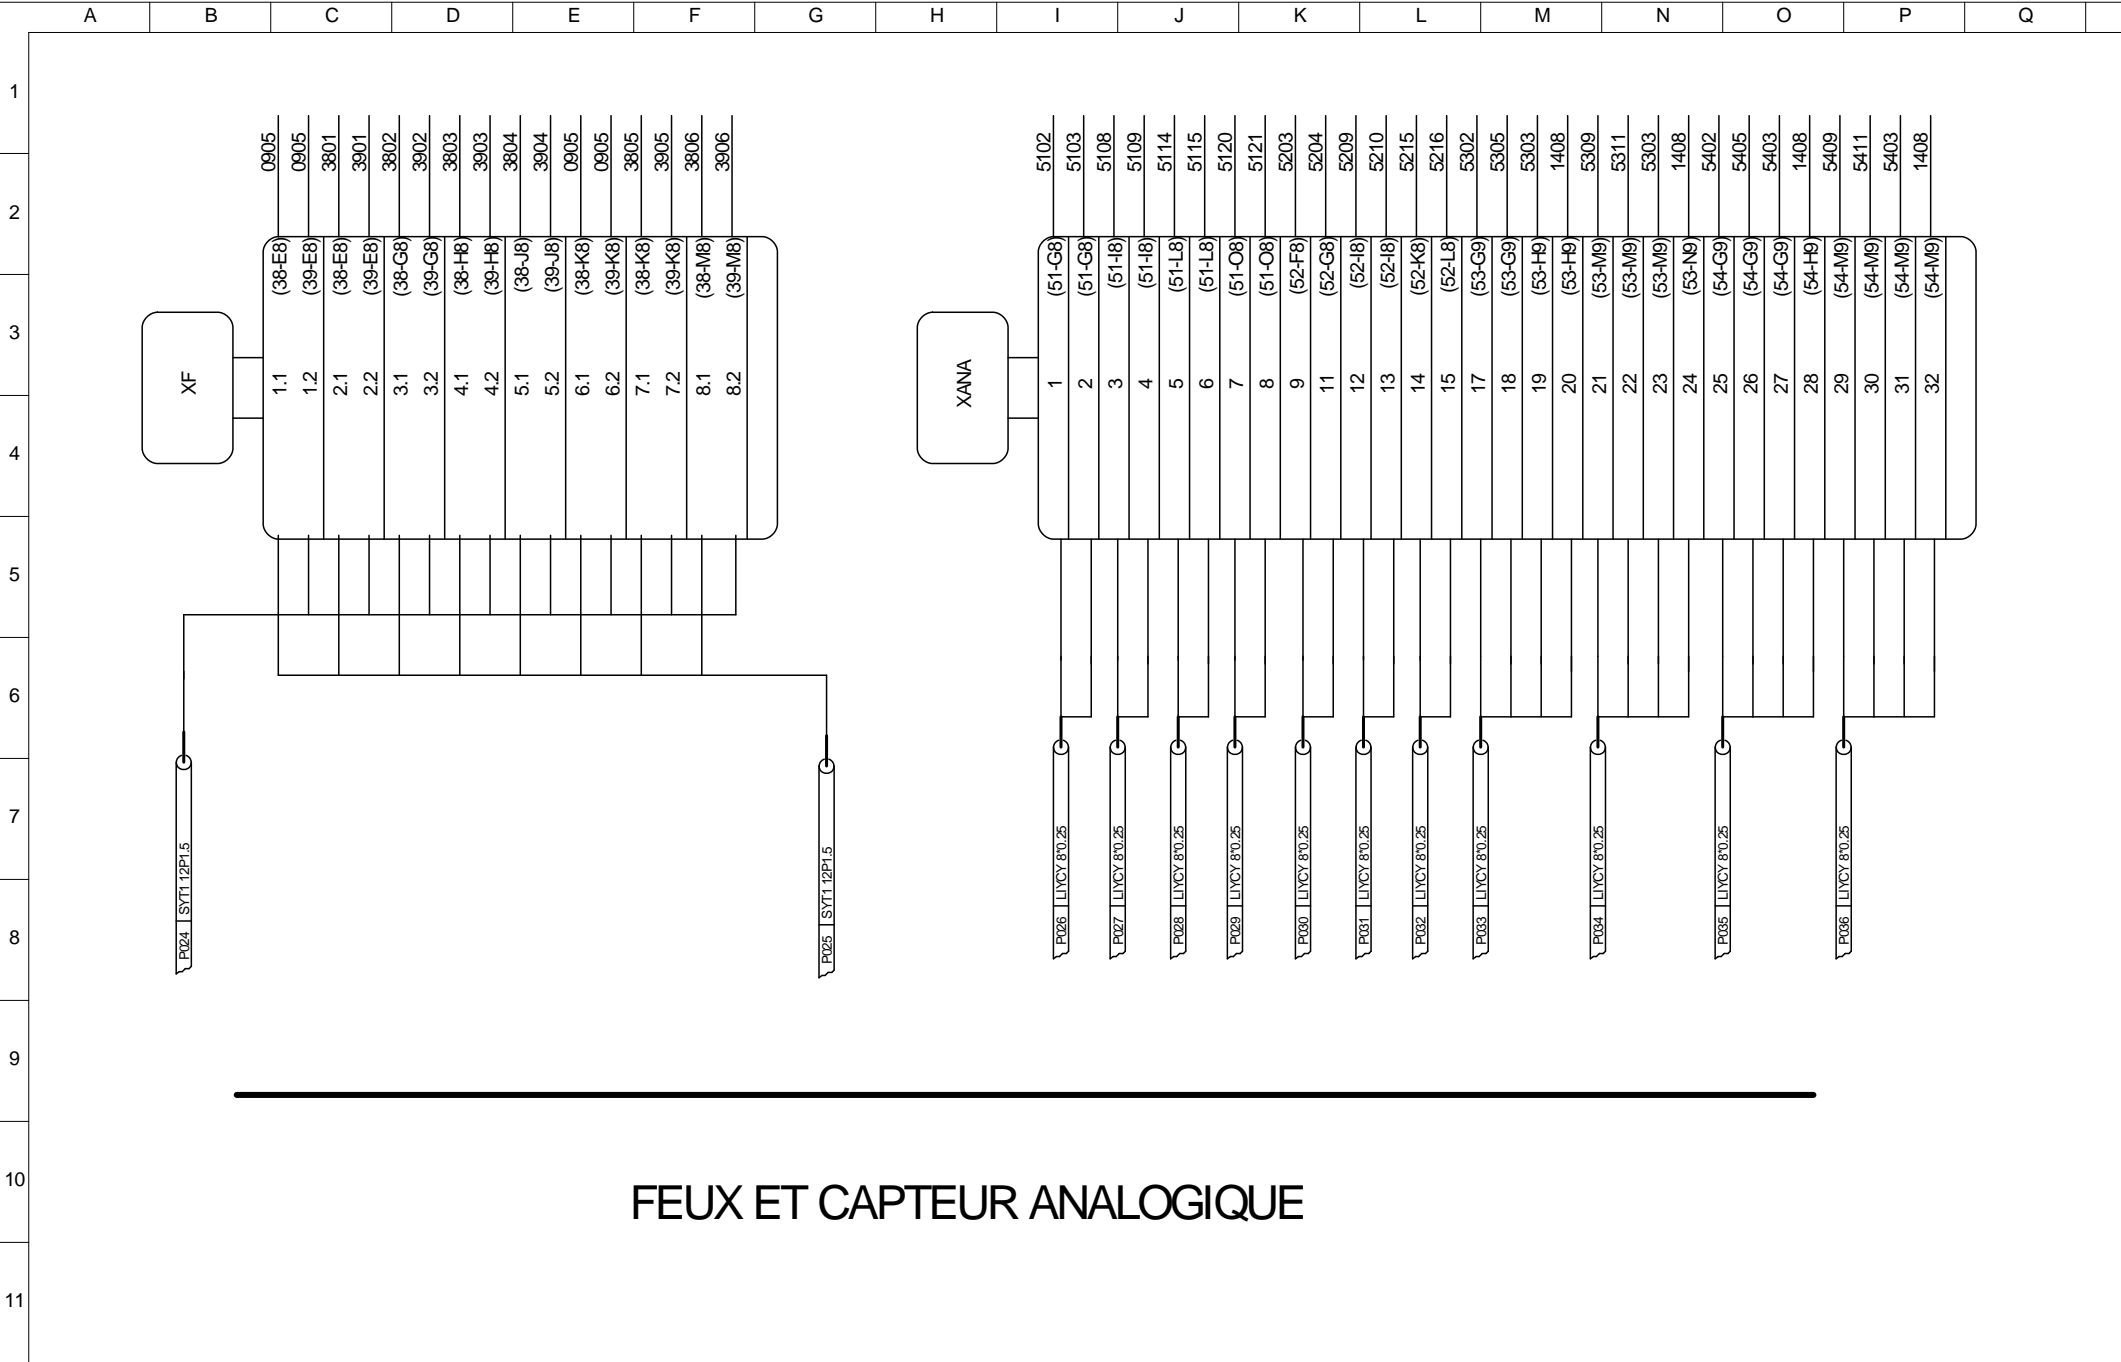 A B C D E F G H I J K L M N O P Q
1
2
3
4
5
6
7
8
9
10
11
0905 0905 3801 3901 3802 3902 3803 3903 3804 3904 0905 0905 3805 3905 3806 3906
(38-E8) (39-E8) (38-E8) (39-E8) (38-G8) (39-G8) (38-H8) (39-H8) (38-J8) (39-J8) (38-K8) (39-K8) (38-K8) (39-K8) (38-M8) (39-M8)
XF
1.1 1.2 2.1 2.2 3.1 3.2 4.1 4.2 5.1 5.2 6.1 6.2 7.1 7.2 8.1 8.2
P024 SYT1 12P1.5
P025 SYT1 12P1.5
5102 5103 5108 5109 5114 5115 5120 5121 5203 5204 5209 5210 5215 5216 5302 5305 5303 1408 5309 5311 5303 1408 5402 5405 5403 1408 5409 5411 5403 1408
(51-G8) (51-G8) (51-I8) (51-I8) (51-L8) (51-L8) (51-O8) (51-O8) (52-F8) (52-G8) (52-I8) (52-I8) (52-K8) (52-L8) (53-G9) (53-G9) (53-H9) (53-H9) (53-M9) (53-M9) (53-M9) (53-N9) (54-G9) (54-G9) (54-G9) (54-H9) (54-M9) (54-M9) (54-M9) (54-M9)
XANA
1 2 3 4 5 6 7 8 9 11 12 13 14 15 17 18 19 20 21 22 23 24 25 26 27 28 29 30 31 32
P026 LIYCY 8*0.25
P027 LIYCY 8*0.25
P028 LIYCY 8*0.25
P029 LIYCY 8*0.25
P030 LIYCY 8*0.25
P031 LIYCY 8*0.25
P032 LIYCY 8*0.25
P033 LIYCY 8*0.25
P034 LIYCY 8*0.25
P035 LIYCY 8*0.25
P036 LIYCY 8*0.25
FEUX ET CAPTEUR ANALOGIQUE